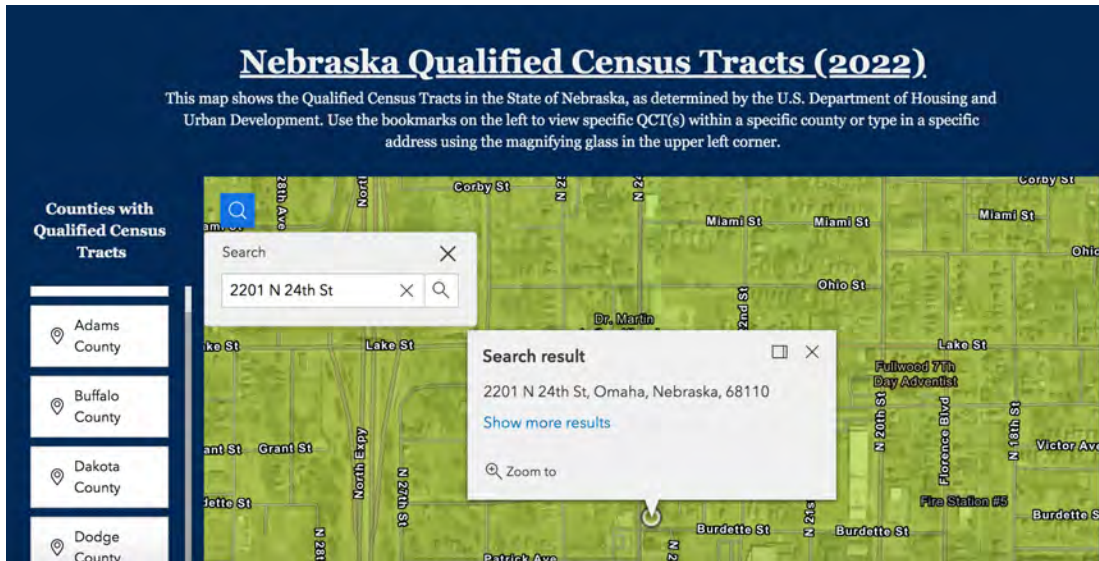 Nebraska Qualified Census Tracts (2022)
This map shows the Qualified Census Tracts in the State of Nebraska, as determined by the U.S. Department of Housing and
Urban Development. Use the bookmarks on the left to view specific QCT(s) within a specific county or type in a specific
address using the magnifying glass in the upper left corner.
Counties with
Qualified Census
Tracts
Adams
County
Buffalo
County
Dakota
County
Dodge
County
Search
2201 N 24th St
Search result
2201 N 24th St, Omaha, Nebraska, 68110
Show more results
Zoom to
28th Ave
Corby St
Corby St
Miami St
Miami St
Miami St
Ohio St
Dr. Martin
Lake St
Lake St
Fullwood 7Th
Day Adventist
N 20th St
Florence Blvd
N 18th St
Grant St
North Expy
N 27th St
Fire Station #5
Burdette St
Burdette St
Patrick Ave